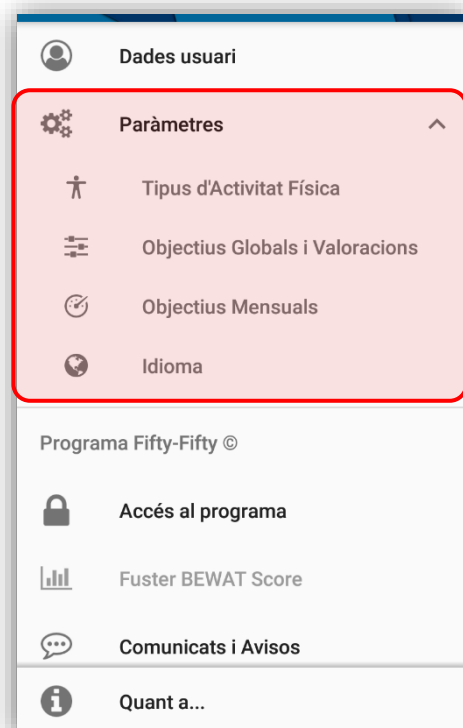 Dades usuari
Paràmetres
Tipus d'Activitat Física
Objectius Globals i Valoracions
Objectius Mensuals
Idioma
Programa Fifty-Fifty ©
Accés al programa
Fuster BEWAT Score
Comunicats i Avisos
Quant a...